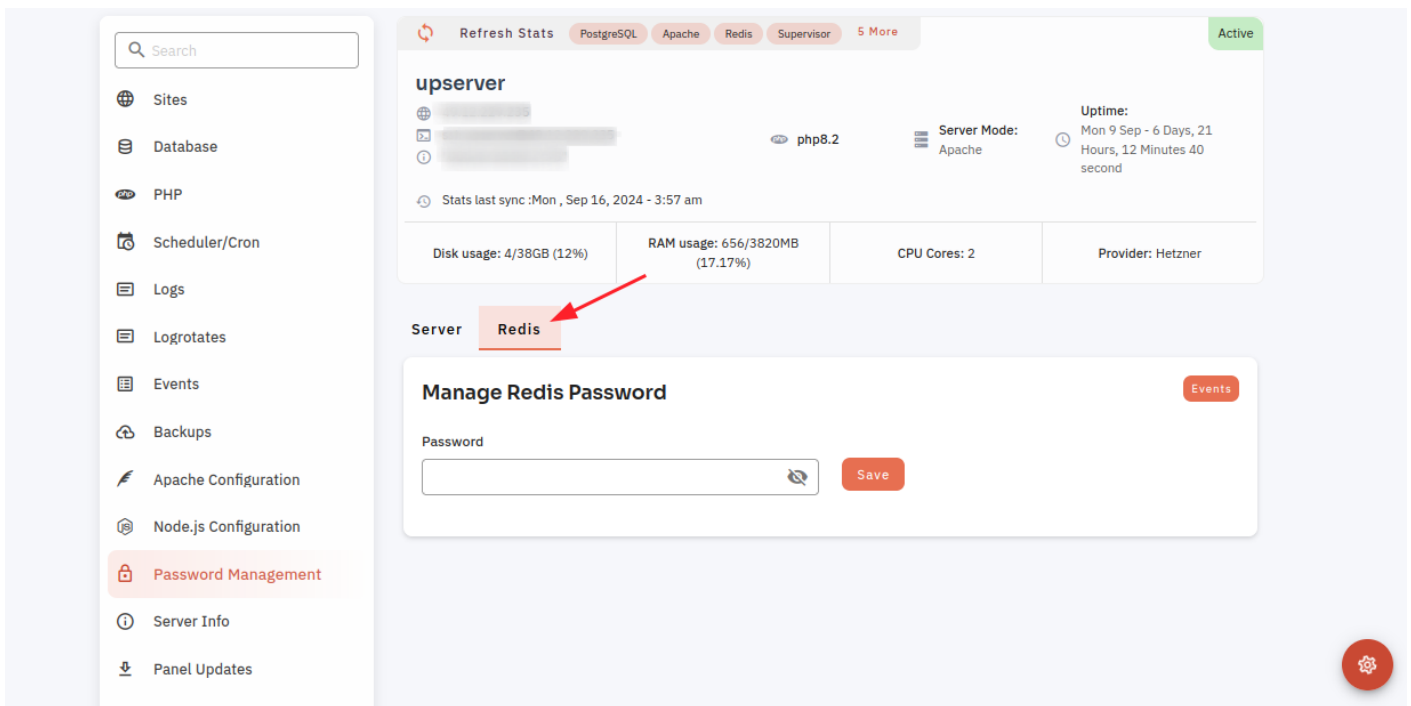 Search
Sites
Database
PHP
Scheduler/Cron
Logs
Logrotates
Events
Backups
Apache Configuration
Node.js Configuration
Password Management
Server Info
Panel Updates
Refresh Stats PostgreSQL Apache Redis Supervisor 5 More
Active
upserver
php php8.2
Server Mode:
Apache
Uptime:
Mon 9 Sep - 6 Days, 21
Hours, 12 Minutes 40
second
Stats last sync :Mon , Sep 16, 2024 - 3:57 am
Disk usage: 4/38GB (12%)
RAM usage: 656/3820MB
(17.17%)
CPU Cores: 2
Provider: Hetzner
Server Redis
Manage Redis Password
Events
Password
Save